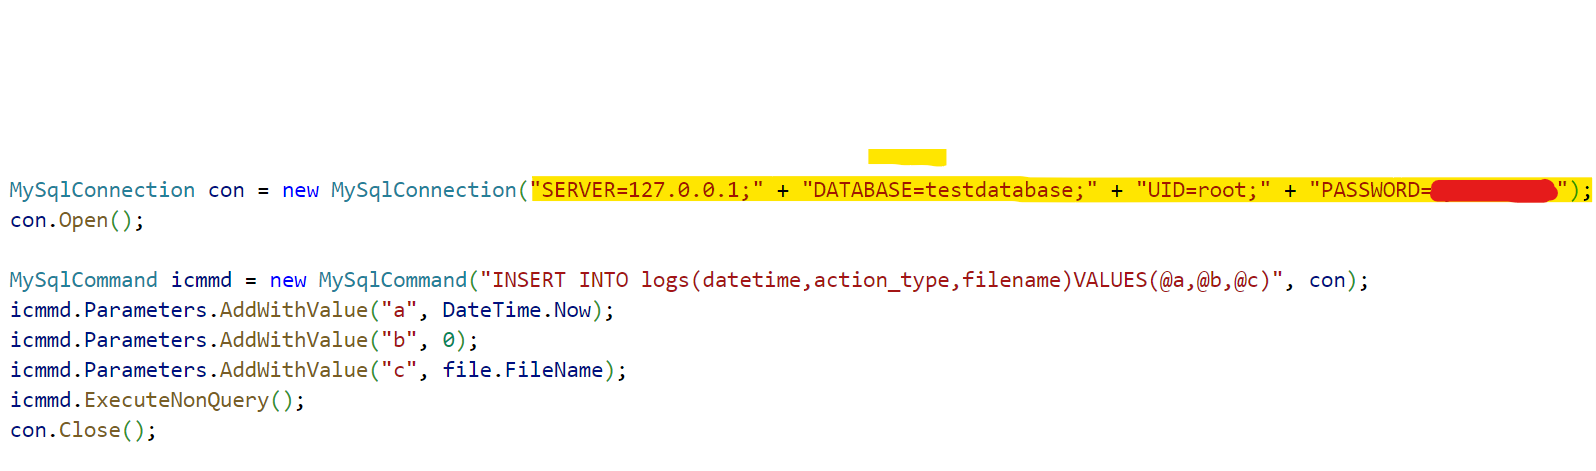 MySqlConnection con = new MySqlConnection("SERVER=127.0.0.1;" + "DATABASE=testdatabase;" + "UID=root;" + "PASSWORD=");
con.Open();
MySqlCommand icmmd = new MySqlCommand("INSERT INTO logs(datetime,action_type,filename)VALUES(@a,@b,@c)", con);
icmmd.Parameters.AddWithValue("a", DateTime.Now);
icmmd.Parameters.AddWithValue("b", 0);
icmmd.Parameters.AddWithValue("c", file.FileName);
icmmd.ExecuteNonQuery();
con.Close();